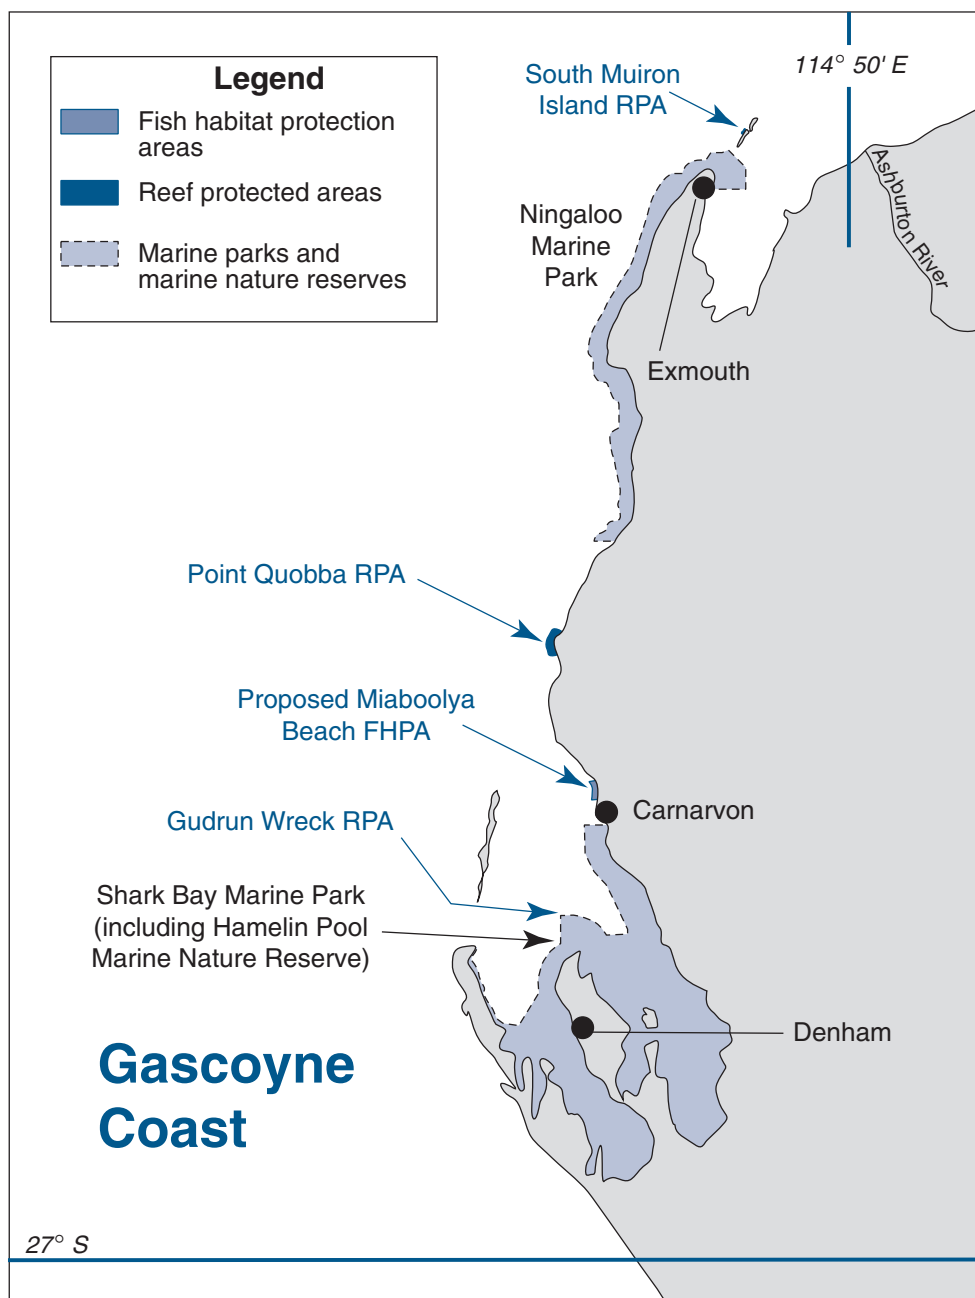 Legend
Fish habitat protection
areas
Reef protected areas
Marine parks and
marine nature reserves
South Muiron
Island RPA
114° 50' E
Ashburton River
Ningaloo
Marine
Park
Exmouth
Point Quobba RPA
Proposed Miaboolya
Beach FHPA
Carnarvon
Gudrun Wreck RPA
Shark Bay Marine Park
(including Hamelin Pool
Marine Nature Reserve)
Denham
Gascoyne
Coast
27° S